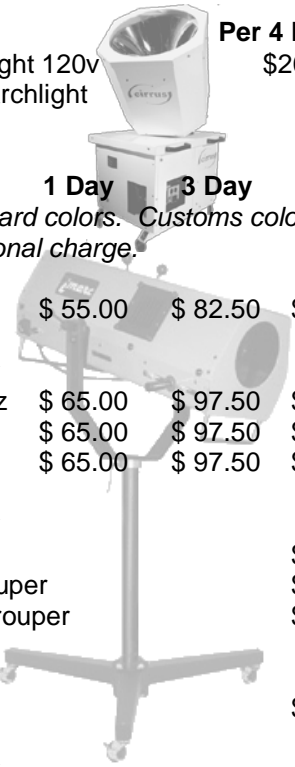 Per 4
ght 120v $20
rchlight
cirrus
1 Day 3 Day
ard colors. Customs colo
onal charge.
$ 55.00 $ 82.50 $
z $ 65.00 $ 97.50 $
$ 65.00 $ 97.50 $
$ 65.00 $ 97.50 $
$
uper $
rouper $
$